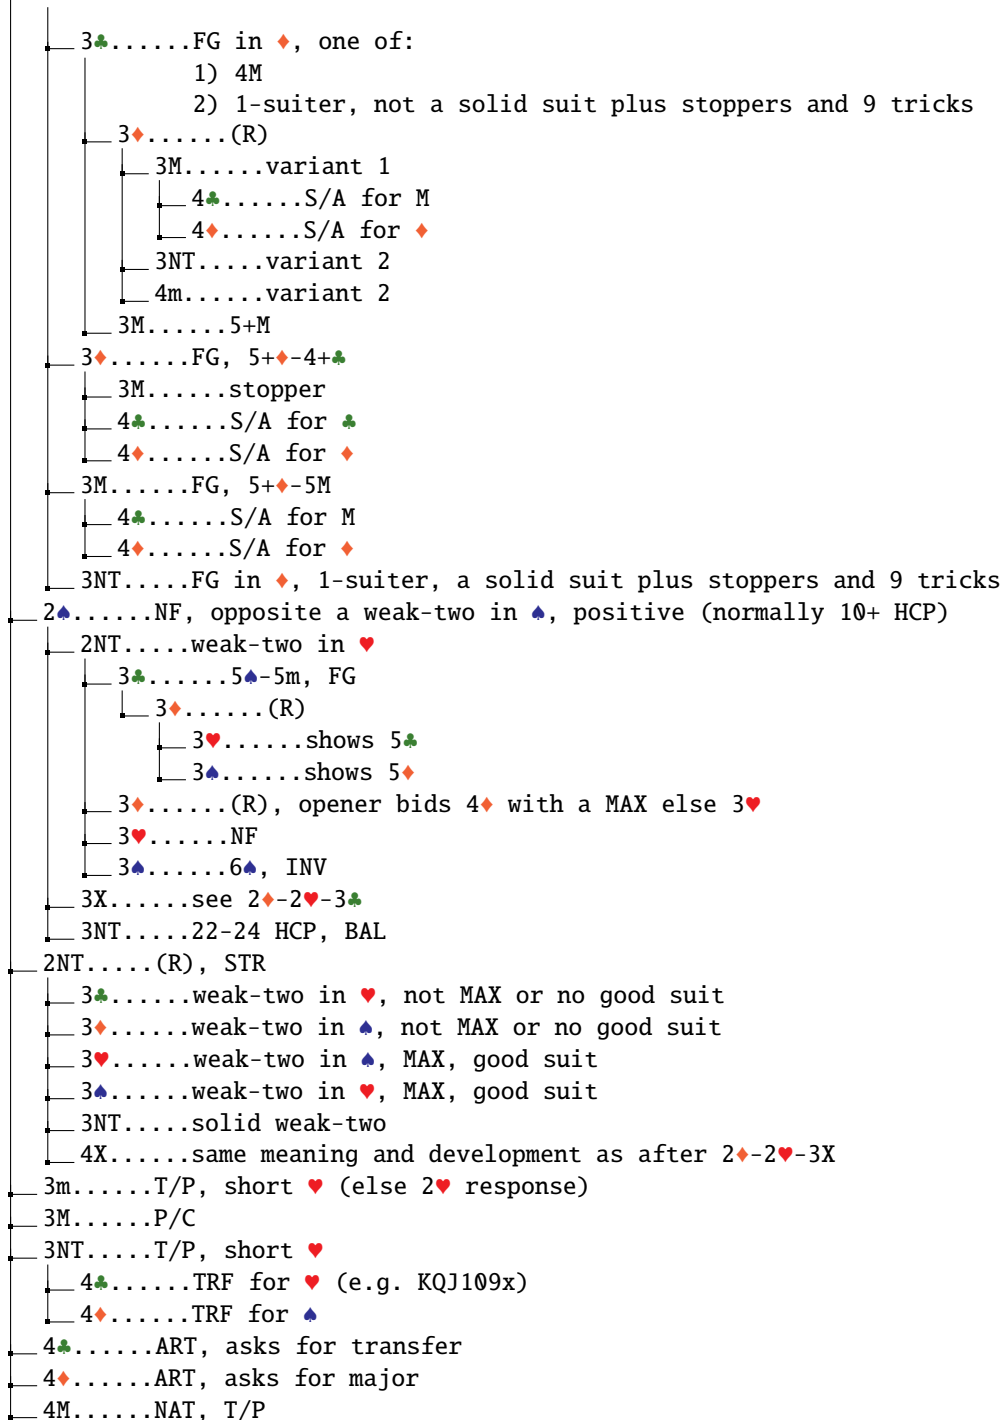 3♣......FG in ♦, one of:
1) 4M
2) 1-suiter, not a solid suit plus stoppers and 9 tricks
3♦......(R)
3M......variant 1
4♣......S/A for M
4♦......S/A for ♦
3NT.....variant 2
4m......variant 2
3M......5+M
3♦......FG, 5+♦-4+♣
3M......stopper
4♣......S/A for ♣
4♦......S/A for ♦
3M......FG, 5+♦-5M
4♣......S/A for M
4♦......S/A for ♦
3NT.....FG in ♦, 1-suiter, a solid suit plus stoppers and 9 tricks
2♠......NF, opposite a weak-two in ♠, positive (normally 10+ HCP)
2NT.....weak-two in ♥
3♣......5♠-5m, FG
3♦......(R)
3♥......shows 5♣
3♠......shows 5♦
3♦......(R), opener bids 4♦ with a MAX else 3♥
3♥......NF
3♠......6♠, INV
3X......see 2♦-2♥-3♣
3NT.....22-24 HCP, BAL
2NT.....(R), STR
3♣......weak-two in ♥, not MAX or no good suit
3♦......weak-two in ♠, not MAX or no good suit
3♥......weak-two in ♠, MAX, good suit
3♠......weak-two in ♥, MAX, good suit
3NT.....solid weak-two
4X......same meaning and development as after 2♦-2♥-3X
3m......T/P, short ♥ (else 2♥ response)
3M......P/C
3NT.....T/P, short ♥
4♣......TRF for ♥ (e.g. KQJ109x)
4♦......TRF for ♠
4♣......ART, asks for transfer
4♦......ART, asks for major
4M......NAT, T/P